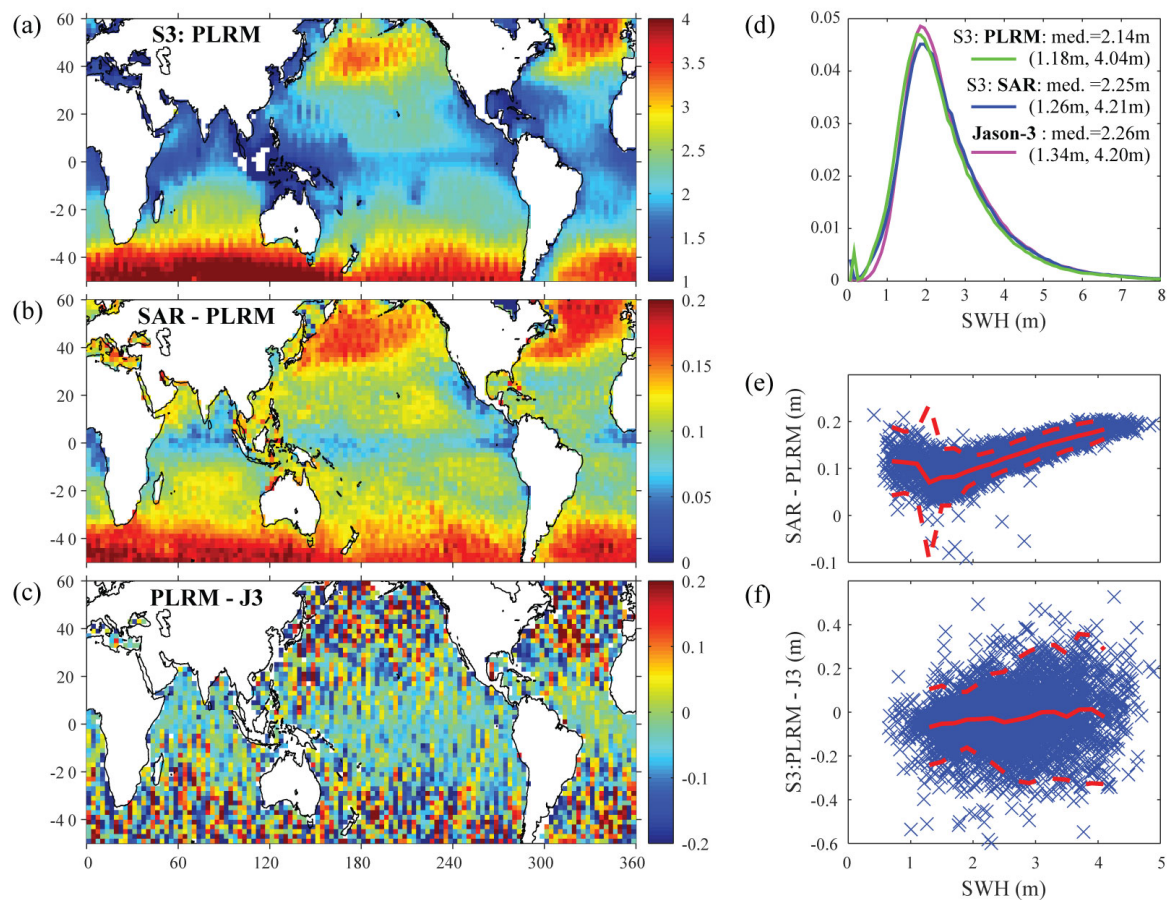 (a)
S3: PLRM
60
40
20
0
-20
-40
4
3.5
3
2.5
2
1.5
1
(b)
SAR - PLRM
60
40
20
0
-20
-40
0.2
0.15
0.1
0.05
0
(c)
PLRM - J3
60
40
20
0
-20
-40
0.2
0.1
0
-0.1
-0.2
0 60 120 180 240 300 360
(d)
0.05
0.04
0.03
0.02
0.01
0
S3: PLRM: med.=2.14m
(1.18m, 4.04m)
S3: SAR: med. =2.25m
(1.26m, 4.21m)
Jason-3 : med.=2.26m
(1.34m, 4.20m)
0 1 2 3 4 5 6 7 8
SWH (m)
(e)
SAR - PLRM (m)
0.2
0.1
0
-0.1
(f)
S3:PLRM - J3 (m)
0.4
0.2
0
-0.2
-0.4
-0.6
0 1 2 3 4 5
SWH (m)